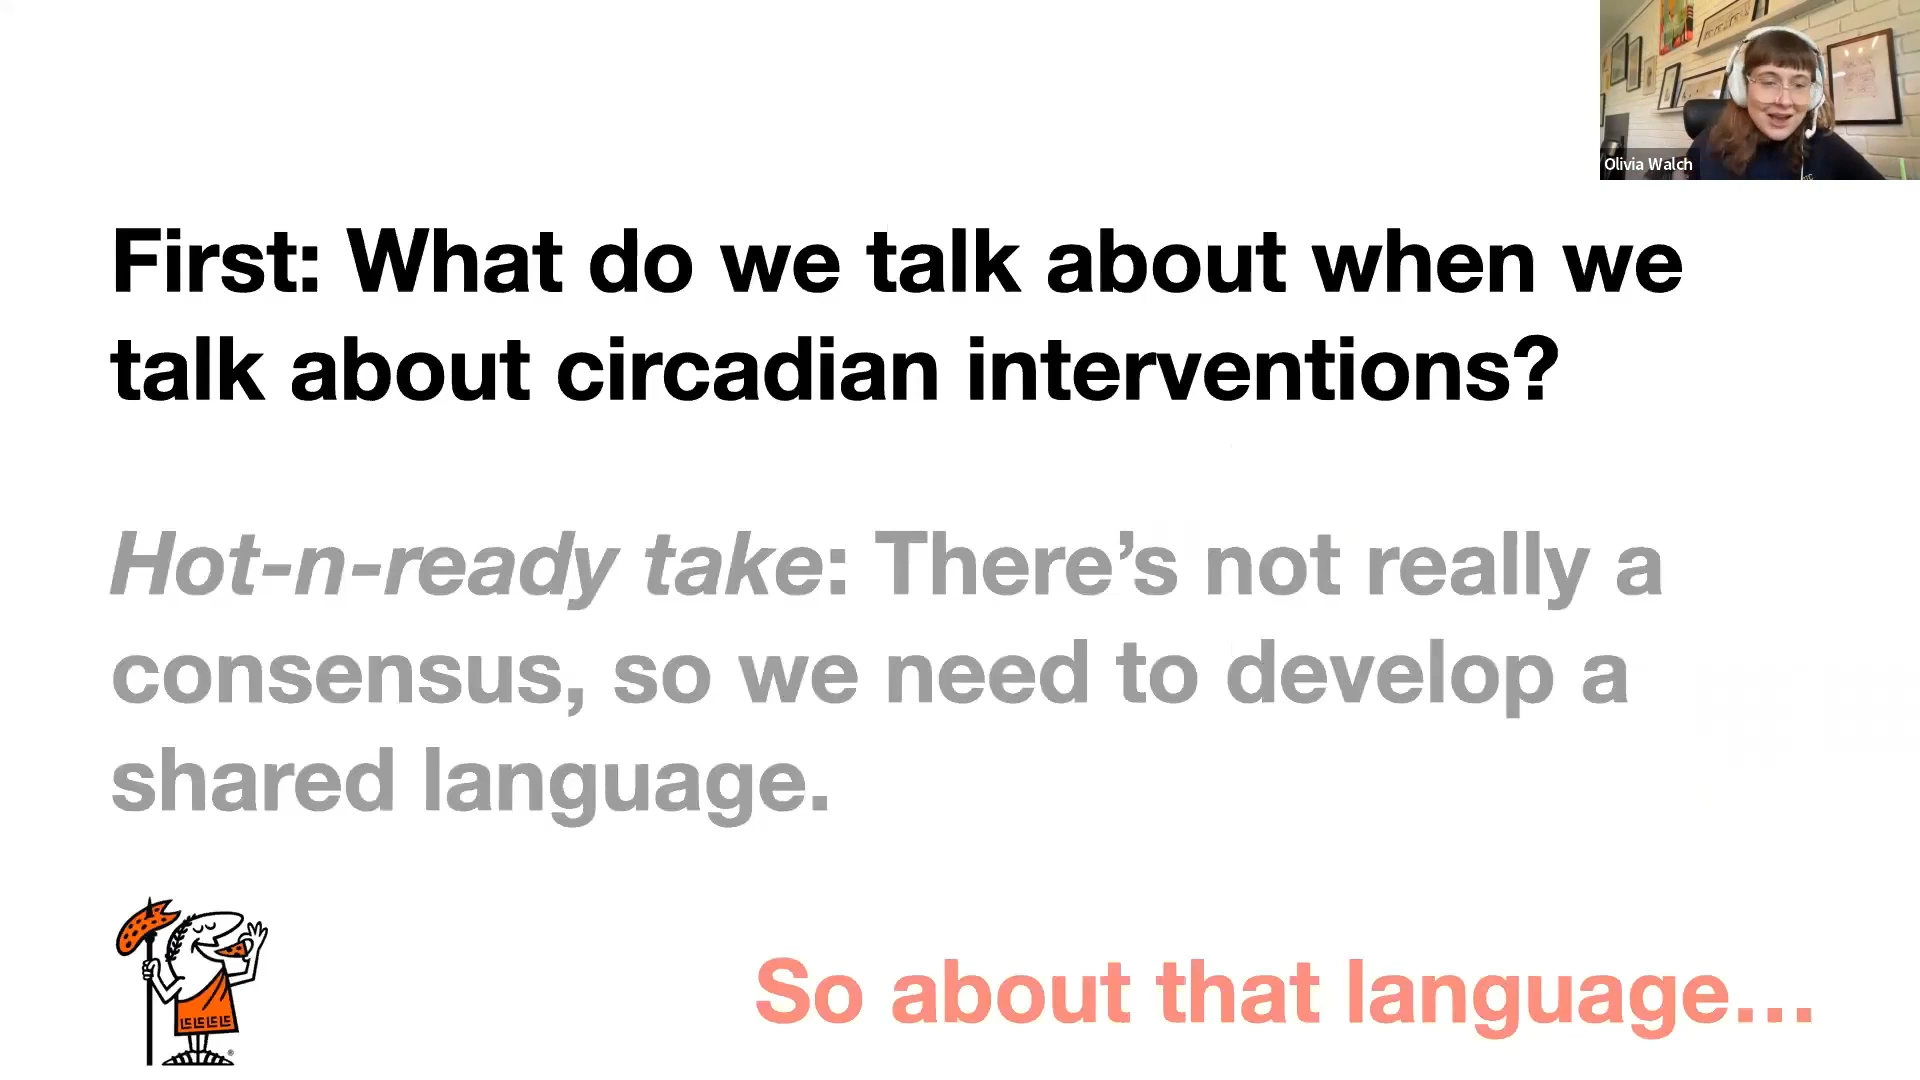 Olivia Walch
First: What do we talk about when we
talk about circadian interventions?
Hot-n-ready take: There’s not really a
consensus, so we need to develop a
shared language.
So about that language…